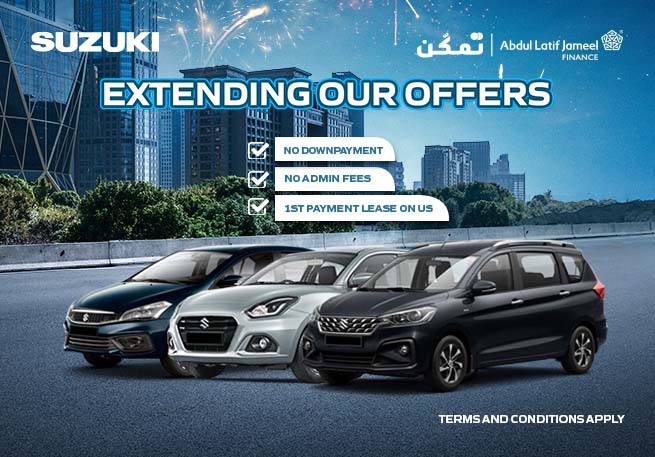 SUZUKI
تمكن | Abdul Latif Jameel
FINANCE
EXTENDING OUR OFFERS
NO DOWNPAYMENT
NO ADMIN FEES
1ST PAYMENT LEASE ON US
TERMS AND CONDITIONS APPLY